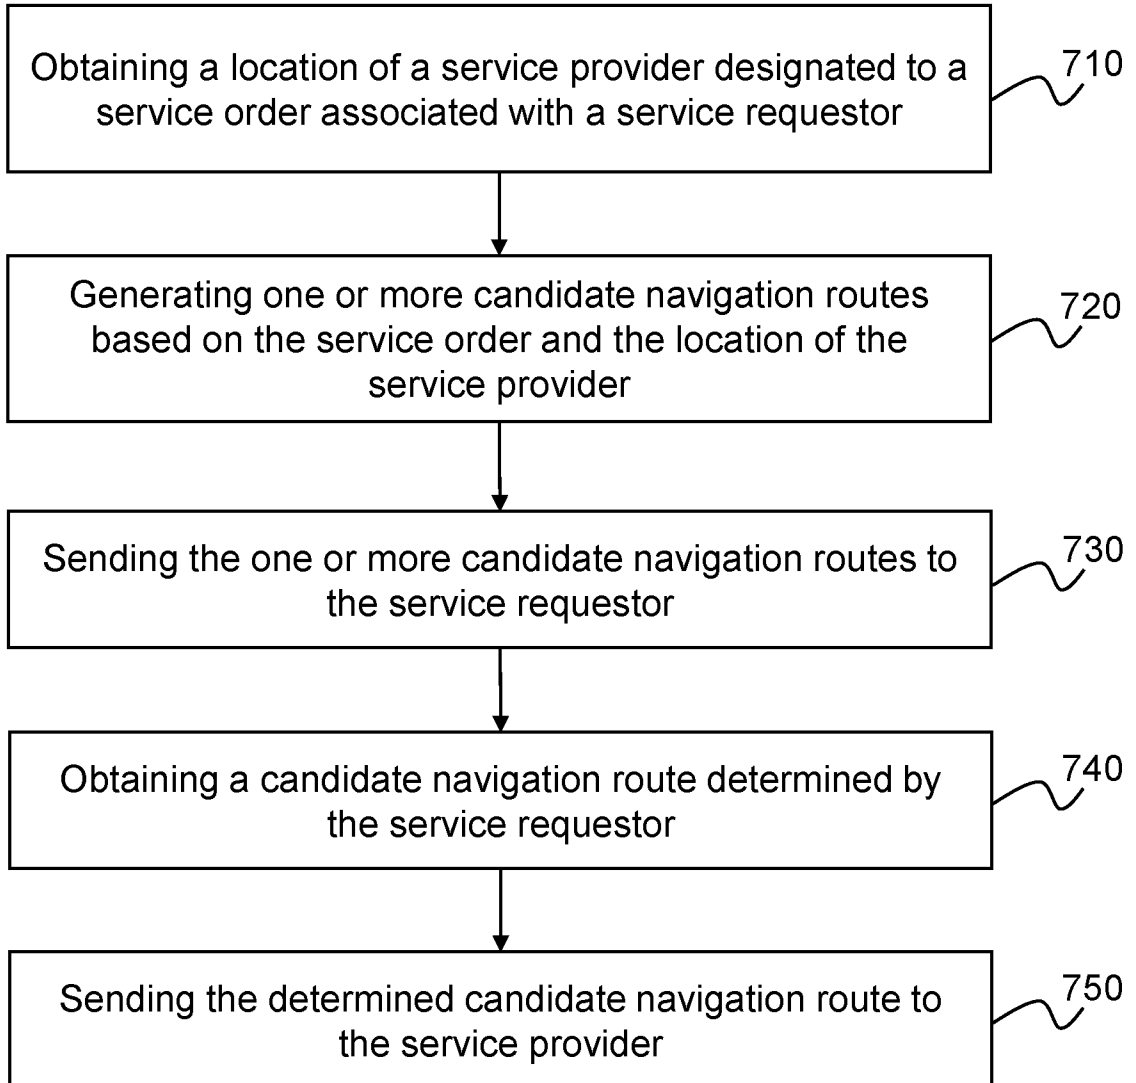 Obtaining a location of a service provider designated to a
service order associated with a service requestor
710
Generating one or more candidate navigation routes
based on the service order and the location of the
service provider
720
Sending the one or more candidate navigation routes to
the service requestor
730
Obtaining a candidate navigation route determined by
the service requestor
740
Sending the determined candidate navigation route to
the service provider
750